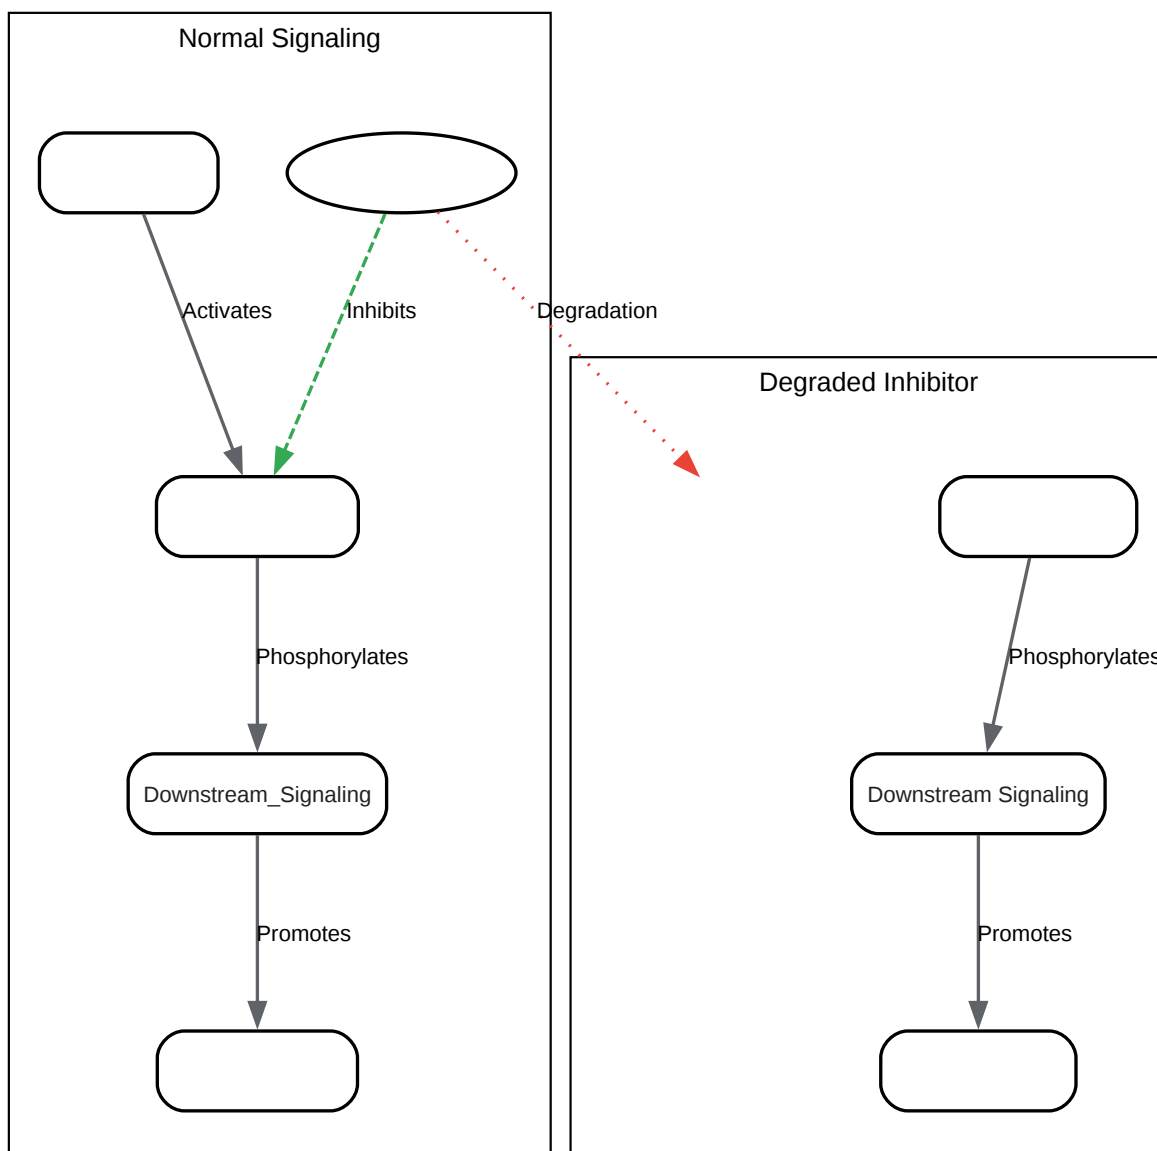 Normal Signaling
Activates
Inhibits
Degradation
Degraded Inhibitor
Phosphorylates
Phosphorylates
Downstream_Signaling
Downstream Signaling
Promotes
Promotes